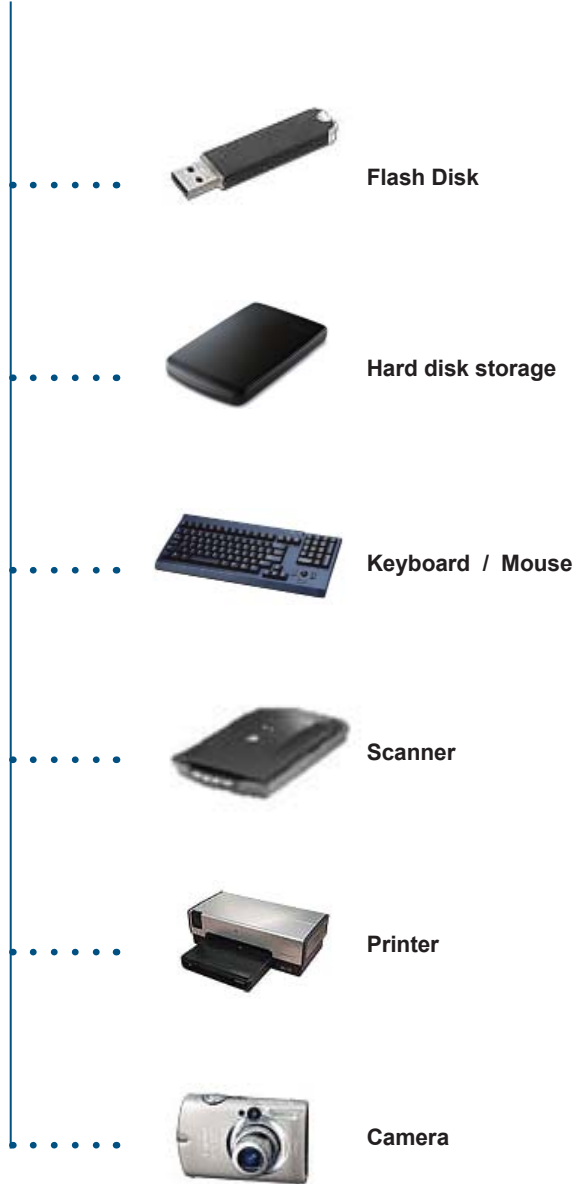 Flash Disk
Hard disk storage
Keyboard / Mouse
Scanner
Printer
Camera